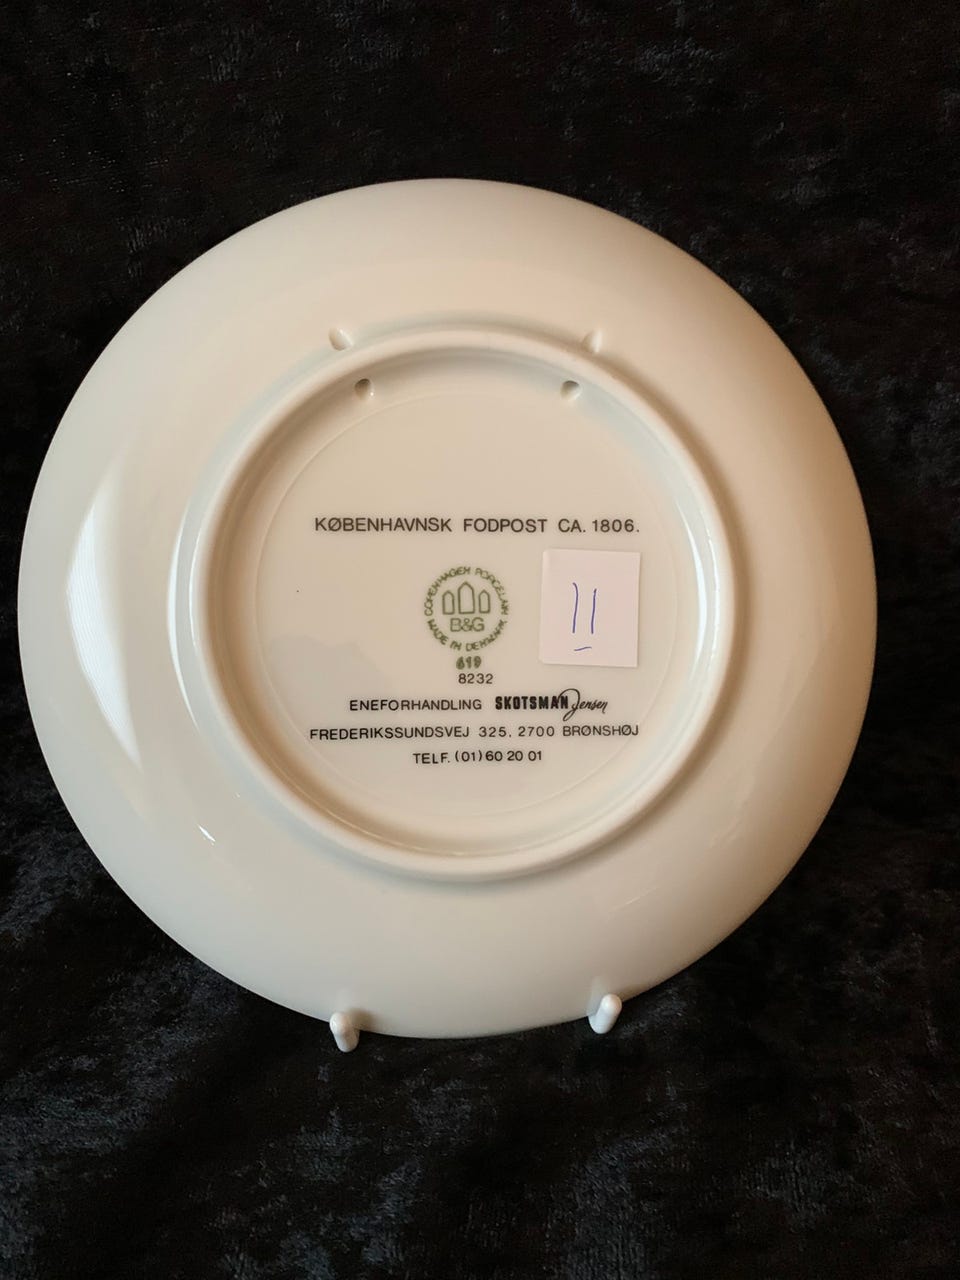 KØBENHAVNSK FODPOST CA. 1806.
COPENHAGEN PORCELAIN
B&G
MADE IN DENMARK
619
8232
11
ENEFORHANDLING SKOTSMAN Jensen
FREDERIKSSUNDSVEJ 325. 2700 BRØNSHØJ
TELF. (01) 60 20 01